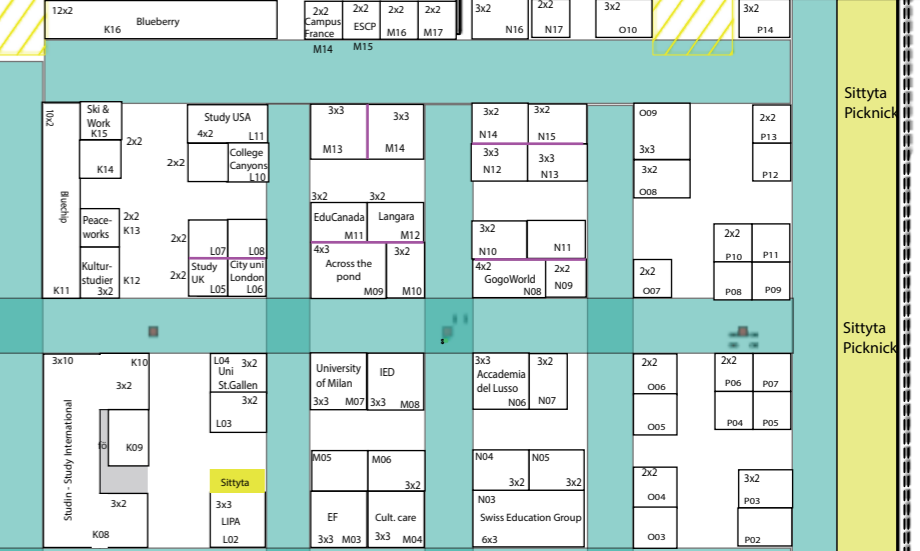 12x2
Blueberry
K16
2x2
Campus
France
M14
2x2
ESCP
M15
2x2
M16
2x2
M17
3x2
N16
2x2
N17
3x2
O10
3x2
P14
Sittyta
Picknick
10x2
Bluechip
K11
Ski &
Work
K15
2x2
K14
Study USA
4x2
L11
2x2
College
Canyons
L10
3x3
M13
3x3
M14
3x2
N14
3x2
N15
3x3
N12
3x3
N13
O09
3x3
3x2
O08
2x2
P13
P12
Peace-
works
2x2
K13
Kultur-
studier
3x2
K12
2x2
L07
L08
2x2
Study
UK
L05
City uni
London
L06
3x2
3x2
EduCanada
M11
Langara
M12
4x3
Across the
pond
M09
3x2
M10
3x2
N10
N11
4x2
GogoWorld
N08
2x2
N09
2x2
O07
2x2
P10
P11
P08
P09
s
Sittyta
Picknick
3x10
Studin - Study International
K10
3x2
fö
K09
3x2
K08
L04
3x2
Uni
St.Gallen
3x2
L03
Sittyta
3x3
LIPA
L02
University
of Milan
3x3
M07
IED
3x3
M08
M05
M06
3x2
EF
3x3
M03
Cult. care
3x3
M04
3x3
Accademia
del Lusso
N06
3x2
N07
N04
3x2
N05
3x2
N03
Swiss Education Group
6x3
2x2
O06
O05
2x2
O04
O03
2x2
P06
P07
P04
P05
3x2
P03
P02